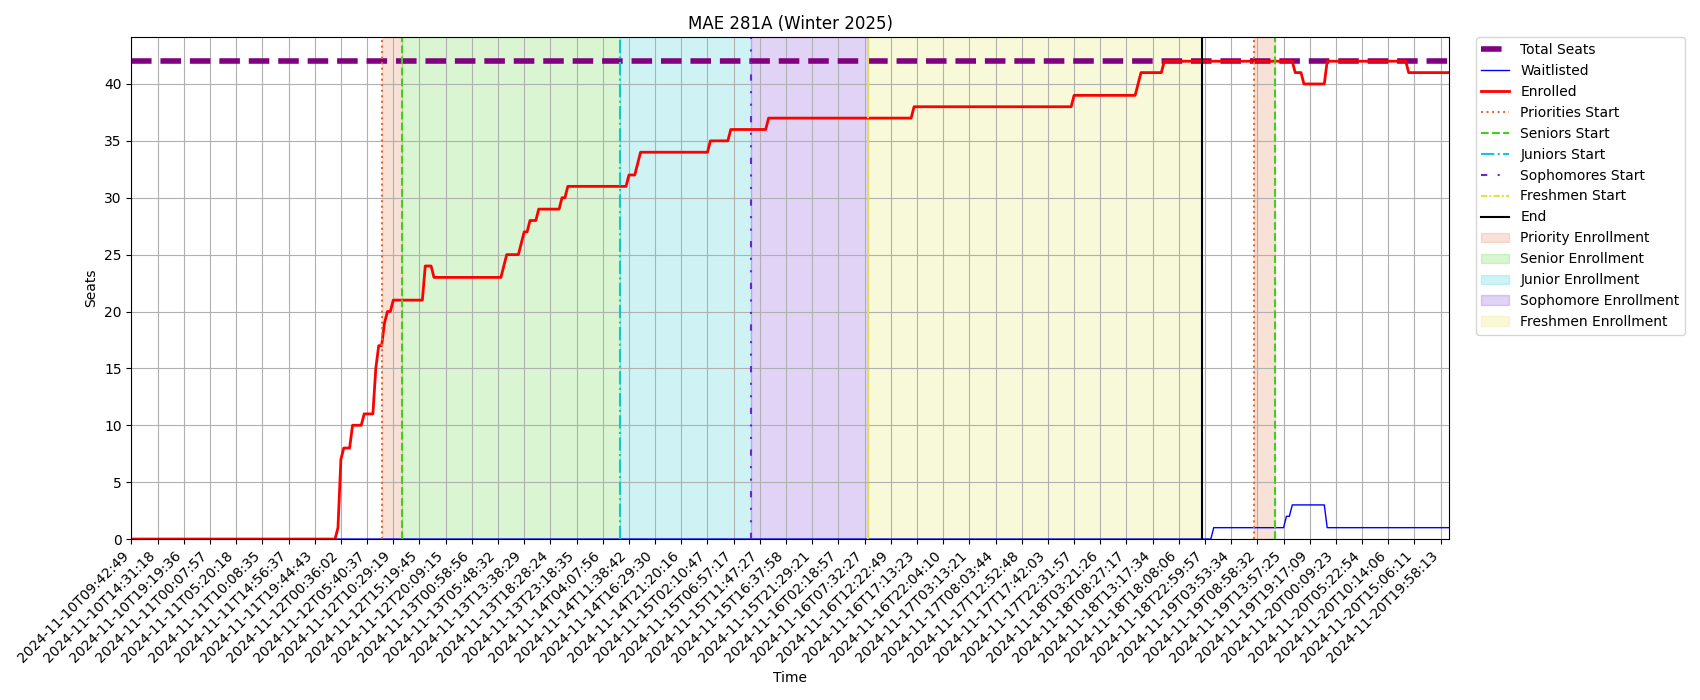 MAE 281A (Winter 2025)
Seats
40
35
30
25
20
15
10
5
0
2024-11-10T09:42:49
2024-11-10T14:31:18
2024-11-10T19:19:36
2024-11-11T00:07:57
2024-11-11T05:20:18
2024-11-11T10:08:35
2024-11-11T14:56:37
2024-11-11T19:44:43
2024-11-12T00:36:02
2024-11-12T05:40:37
2024-11-12T10:29:19
2024-11-12T15:19:45
2024-11-12T20:09:15
2024-11-13T00:58:56
2024-11-13T05:48:32
2024-11-13T13:38:29
2024-11-13T18:28:24
2024-11-13T23:18:35
2024-11-14T04:07:56
2024-11-14T11:38:42
2024-11-14T16:29:30
2024-11-14T21:20:16
2024-11-15T02:10:47
2024-11-15T06:57:17
2024-11-15T11:47:27
2024-11-15T16:37:58
2024-11-15T21:29:21
2024-11-16T02:18:57
2024-11-16T07:32:27
2024-11-16T12:22:49
2024-11-16T17:13:23
2024-11-16T22:04:10
2024-11-17T03:13:21
2024-11-17T08:03:44
2024-11-17T12:52:48
2024-11-17T17:42:03
2024-11-17T22:31:57
2024-11-18T03:21:26
2024-11-18T08:27:17
2024-11-18T13:17:34
2024-11-18T18:08:06
2024-11-18T22:59:57
2024-11-19T03:53:34
2024-11-19T08:58:32
2024-11-19T13:57:25
2024-11-19T19:17:09
2024-11-20T00:09:23
2024-11-20T05:22:54
2024-11-20T10:14:06
2024-11-20T15:06:11
2024-11-20T19:58:13
Time
Total Seats
Waitlisted
Enrolled
Priorities Start
Seniors Start
Juniors Start
Sophomores Start
Freshmen Start
End
Priority Enrollment
Senior Enrollment
Junior Enrollment
Sophomore Enrollment
Freshmen Enrollment